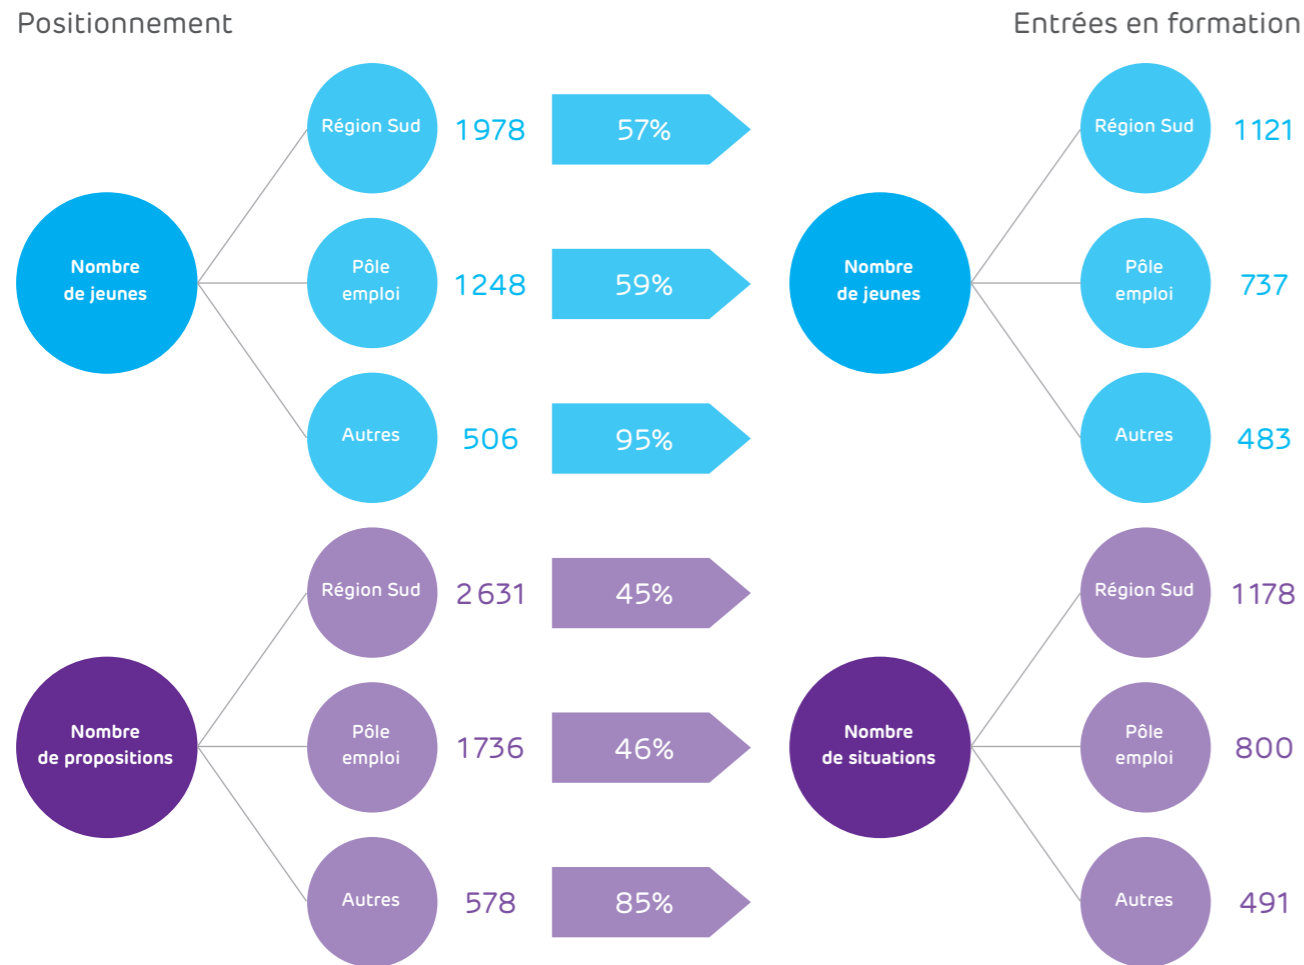 Positionnement
Entrées en formation
Région Sud
1978
57%
Région Sud
1121
Nombre
de jeunes
Pôle
emploi
1248
59%
Nombre
de jeunes
Pôle
emploi
737
Autres
506
95%
Autres
483
Région Sud
2631
45%
Région Sud
1178
Nombre
de propositions
Pôle
emploi
1736
46%
Nombre
de situations
Pôle
emploi
800
Autres
578
85%
Autres
491